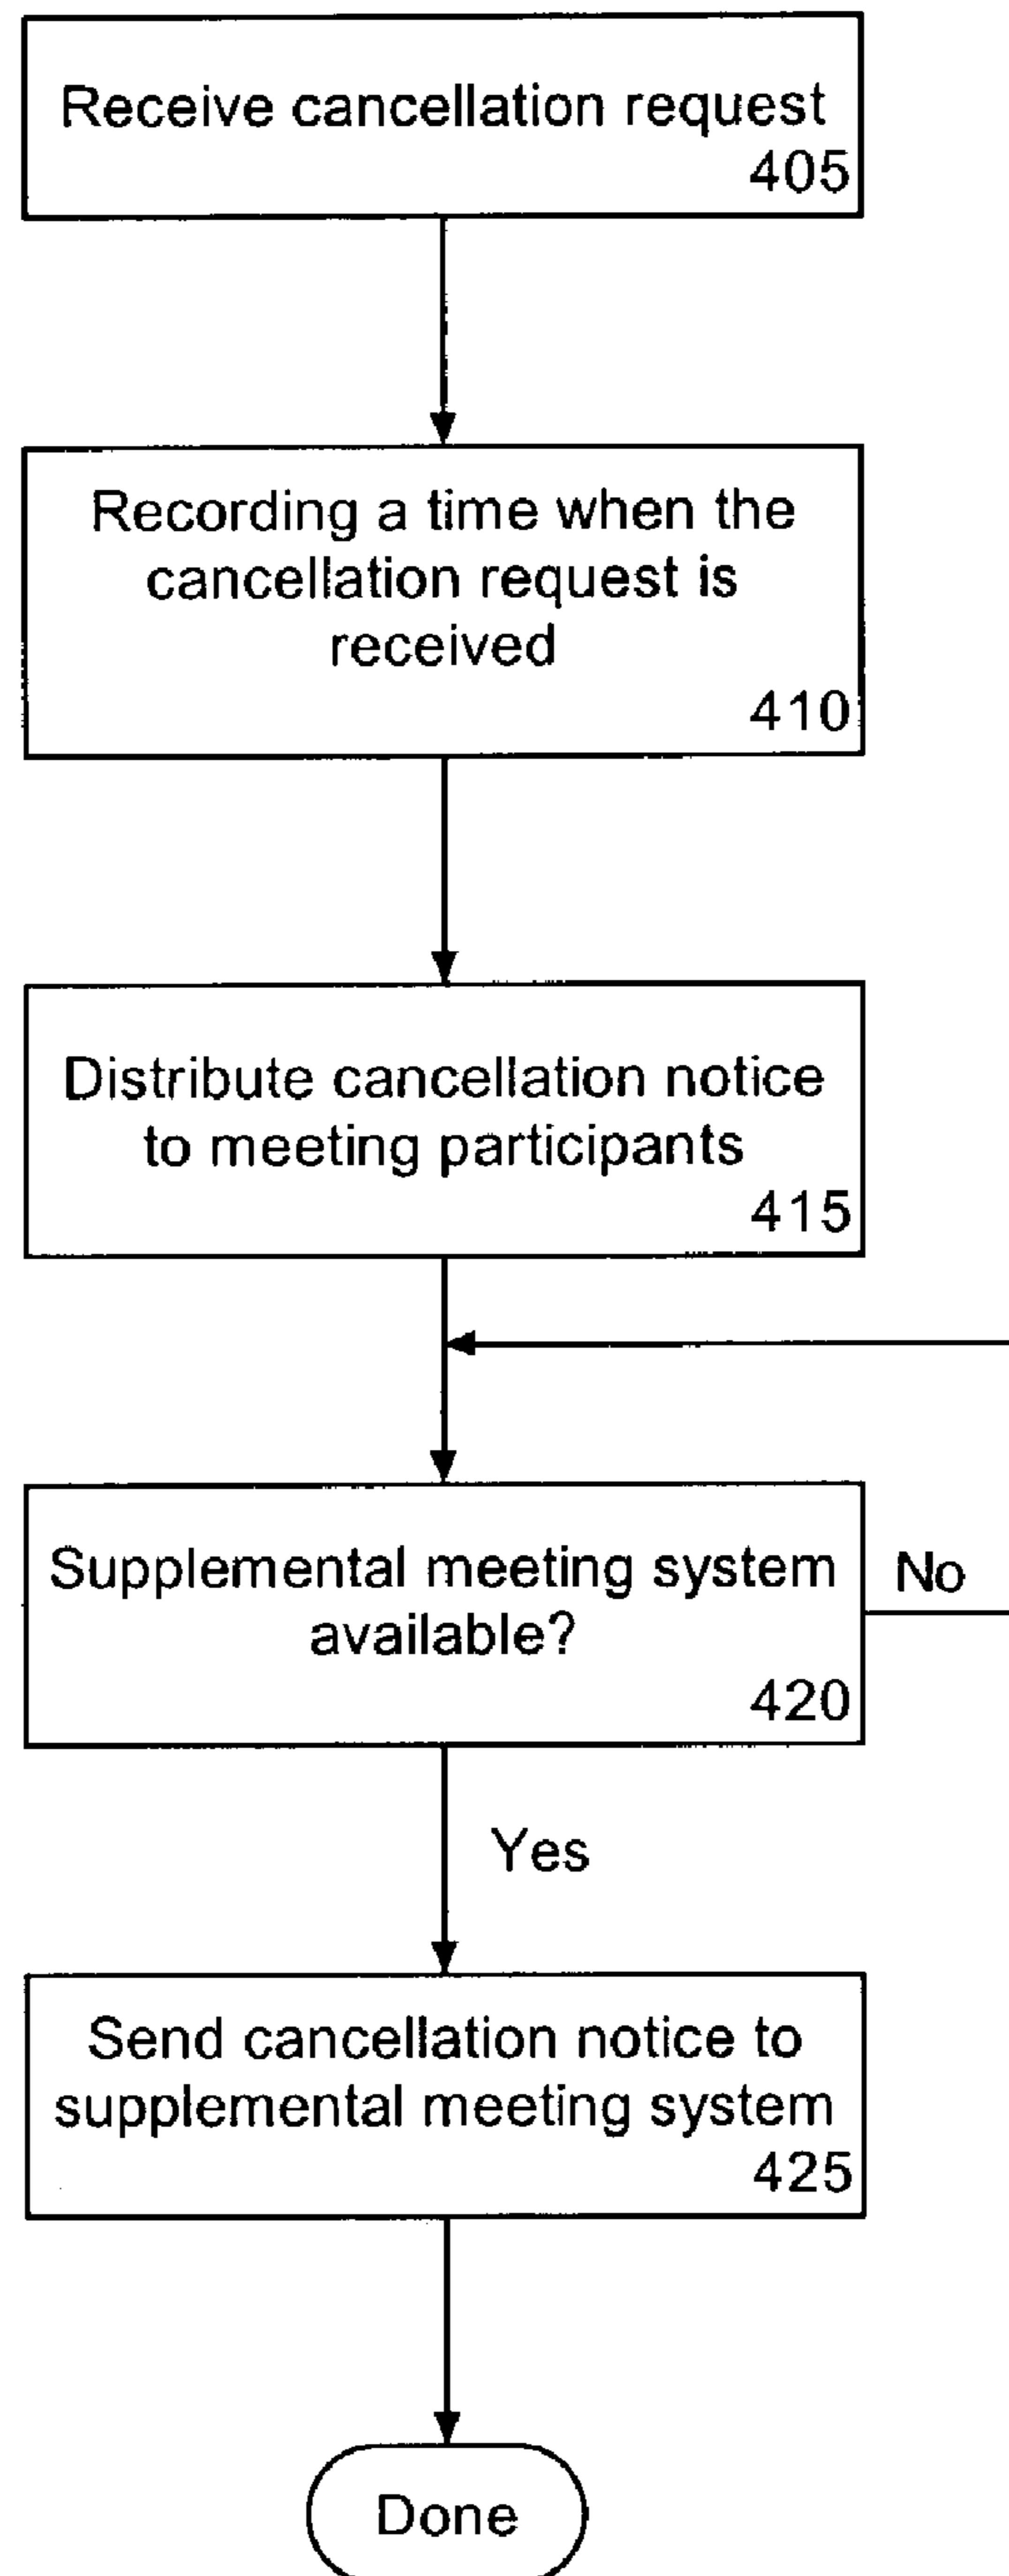 Receive cancellation request
405
Recording a time when the
cancellation request is
received
410
Distribute cancellation notice
to meeting participants
415
Supplemental meeting system
available?
420
No
Yes
Send cancellation notice to
supplemental meeting system
425
Done